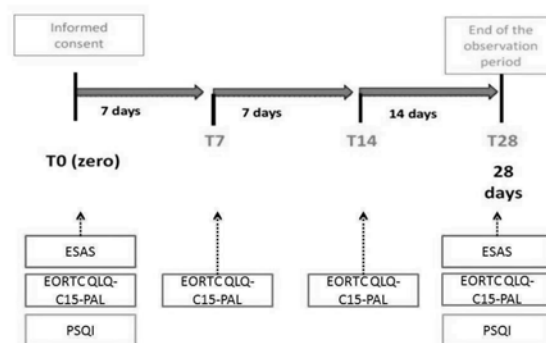 Informed
consent
End of the
observation
period
7 days
7 days
14 days
T0 (zero)
T7
T14
T28
28
days
ESAS
EORTC QLQ-
C15-PAL
PSQI
EORTC QLQ-
C15-PAL
EORTC QLQ-
C15-PAL
ESAS
EORTC QLQ-
C15-PAL
PSQI